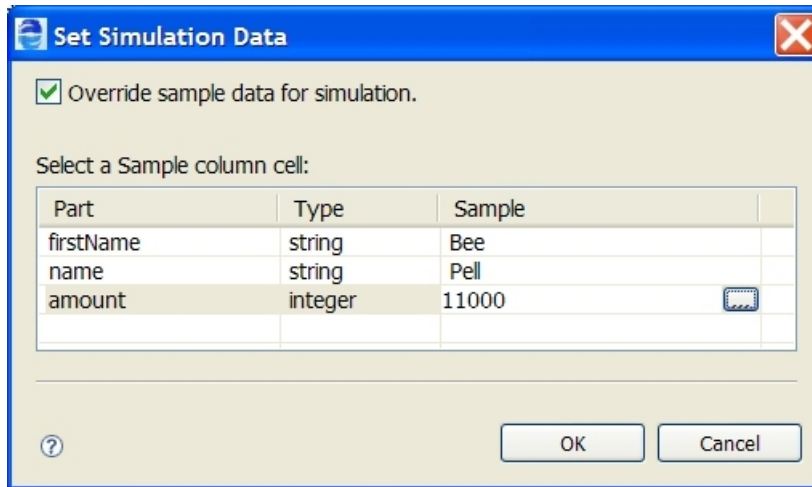 Set Simulation Data
Override sample data for simulation.
Select a Sample column cell:
Part Type Sample
firstName string Bee
name string Pell
amount integer 11000 ...
? OK Cancel